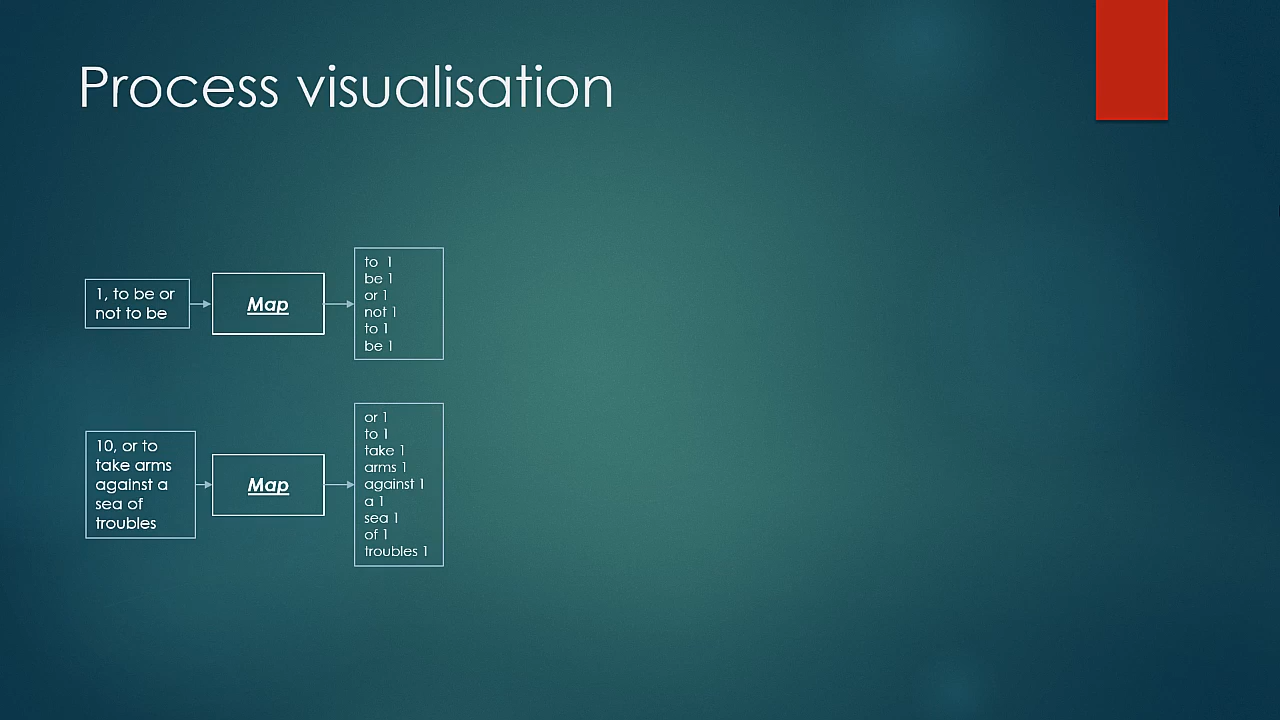 Process visualisation
1, to be or
not to be
Map
to 1
be 1
or 1
not 1
to 1
be 1
10, or to
take arms
against a
sea of
troubles
Map
or 1
to 1
take 1
arms 1
against 1
a 1
sea 1
of 1
troubles 1